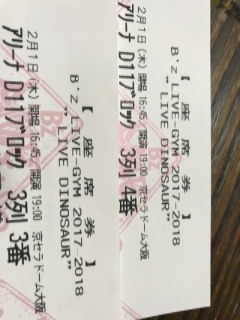 【座席券】
B'z LIVE-GYM 2017-2018
"LIVE DINOSAUR"
2月1日(木) 開場 16:45 / 開演 19:00 京セラドーム大阪
アリーナ D11ブロック 3列 4番
【座席券】
B'z LIVE-GYM 2017-2018
"LIVE DINOSAUR"
2月1日(木) 開場 16:45 / 開演 19:00 京セラドーム大阪
アリーナ D11ブロック 3列 3番